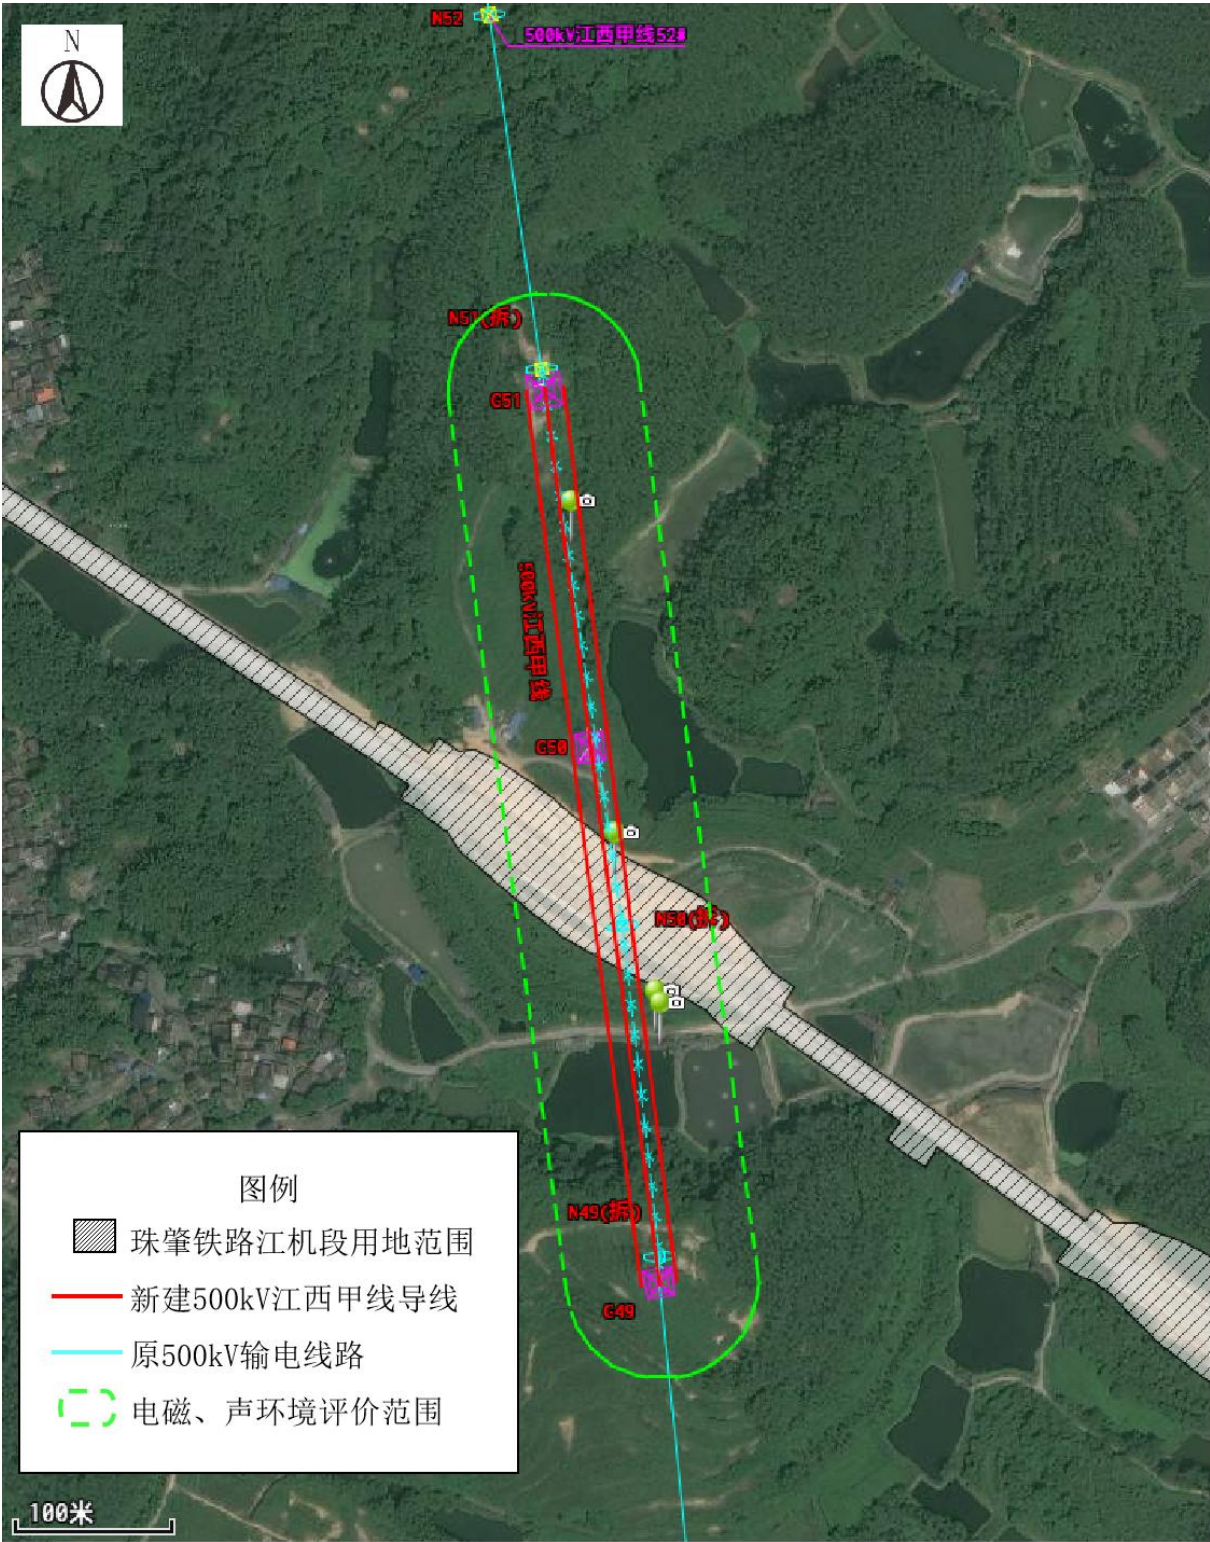 N52
500kV江西甲线52#
N
N51(拆)
G51
500kV江西甲线
G50
N50(拆)
N49(拆)
G49
图例
珠肇铁路江机段用地范围
新建500kV江西甲线导线
原500kV输电线路
电磁、声环境评价范围
100米